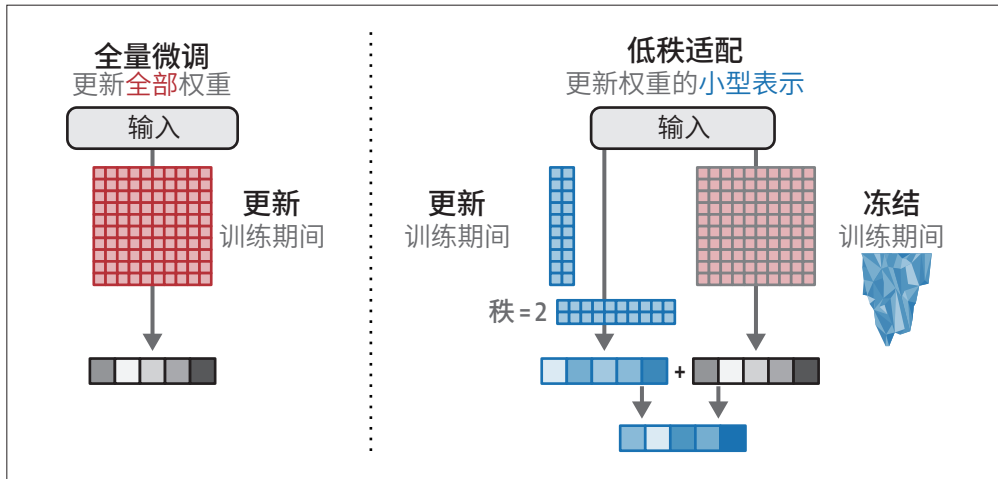 全量微调
更新全部权重
输入
更新
训练期间
低秩适配
更新权重的小型表示
输入
更新
训练期间
秩 = 2
冻结
训练期间
+